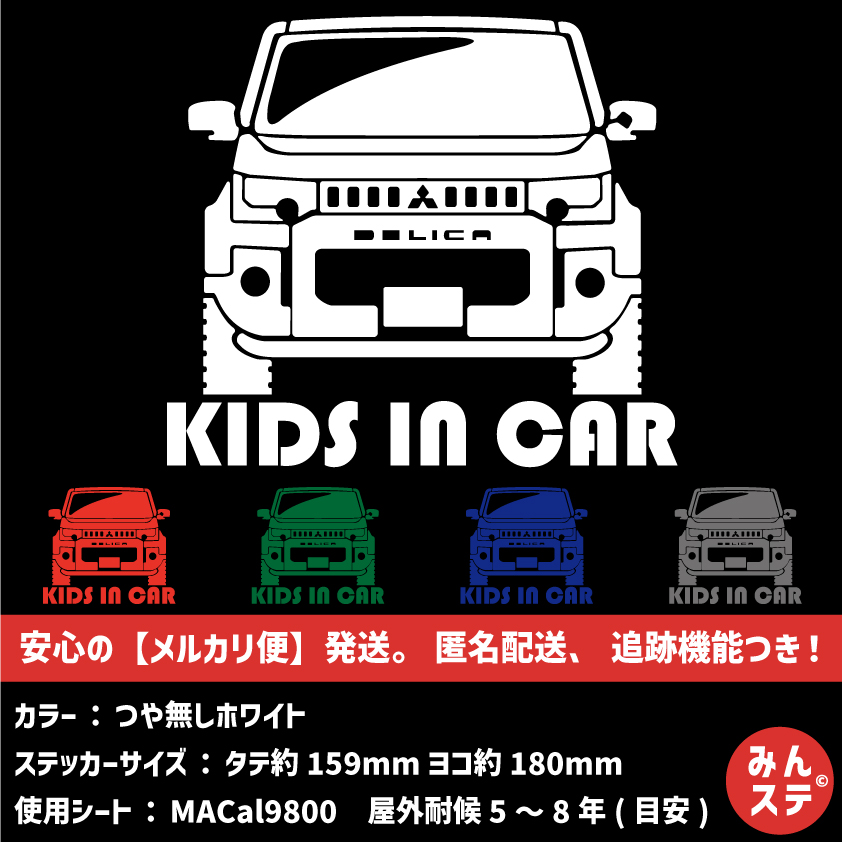 DELICA
KIDS IN CAR
DELICA
KIDS IN CAR
DELICA
KIDS IN CAR
DELICA
KIDS IN CAR
DELICA
KIDS IN CAR
安心の【メルカリ便】発送。 匿名配送、 追跡機能つき!
カラー : つや無しホワイト
ステッカーサイズ : タテ約 159mm ヨコ約 180mm
使用シート : MACal9800 屋外耐候 5 〜 8 年 ( 目安 )
みん
ステ©